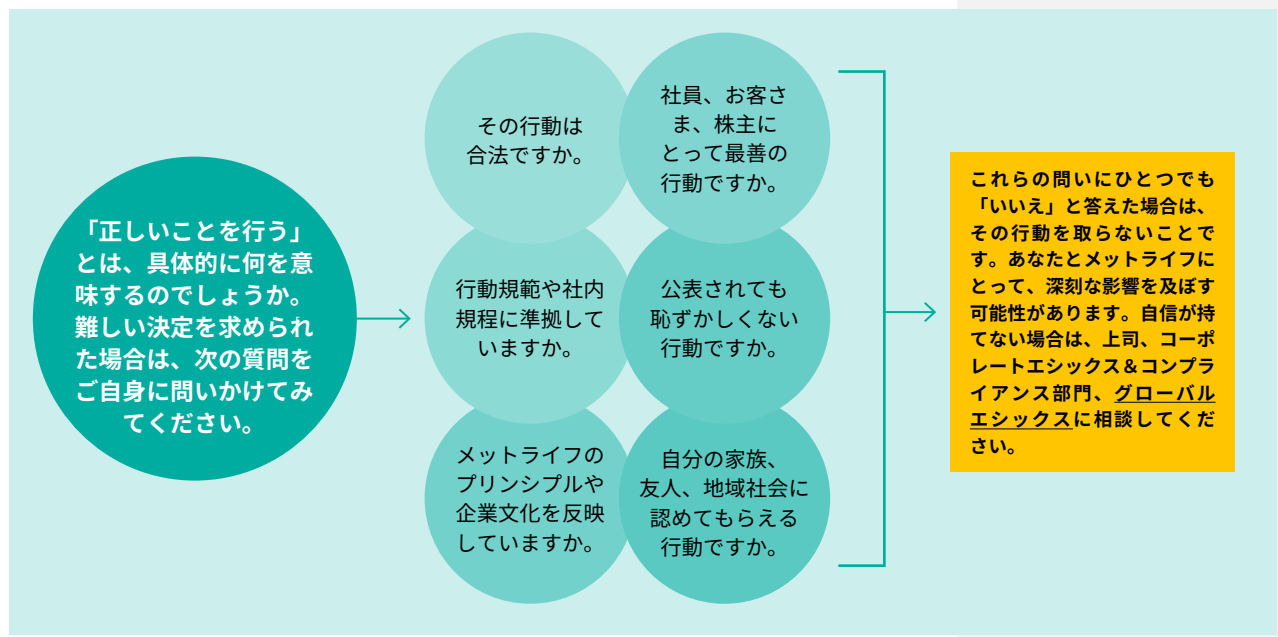 「正しいことを行う」
とは、具体的に何を意
味するのでしょうか。
難しい決定を求められ
た場合は、次の質問を
ご自身に問いかけてみ
てください。
その行動は
合法ですか。
社員、お客さ
ま、株主に
とって最善の
行動ですか。
行動規範や社内
規程に準拠して
いますか。
公表されても
恥ずかしくない
行動ですか。
メットライフの
プリンシプルや
企業文化を反映
していますか。
自分の家族、
友人、地域社会に
認めてもらえる
行動ですか。
これらの問いにひとつでも
「いいえ」と答えた場合は、
その行動を取らないことで
す。あなたとメットライフに
とって、深刻な影響を及ぼす
可能性があります。自信が持
てない場合は、上司、コーポ
レートエシックス&コンプラ
イアンス部門、グローバル
エシックスに相談してくだ
さい。